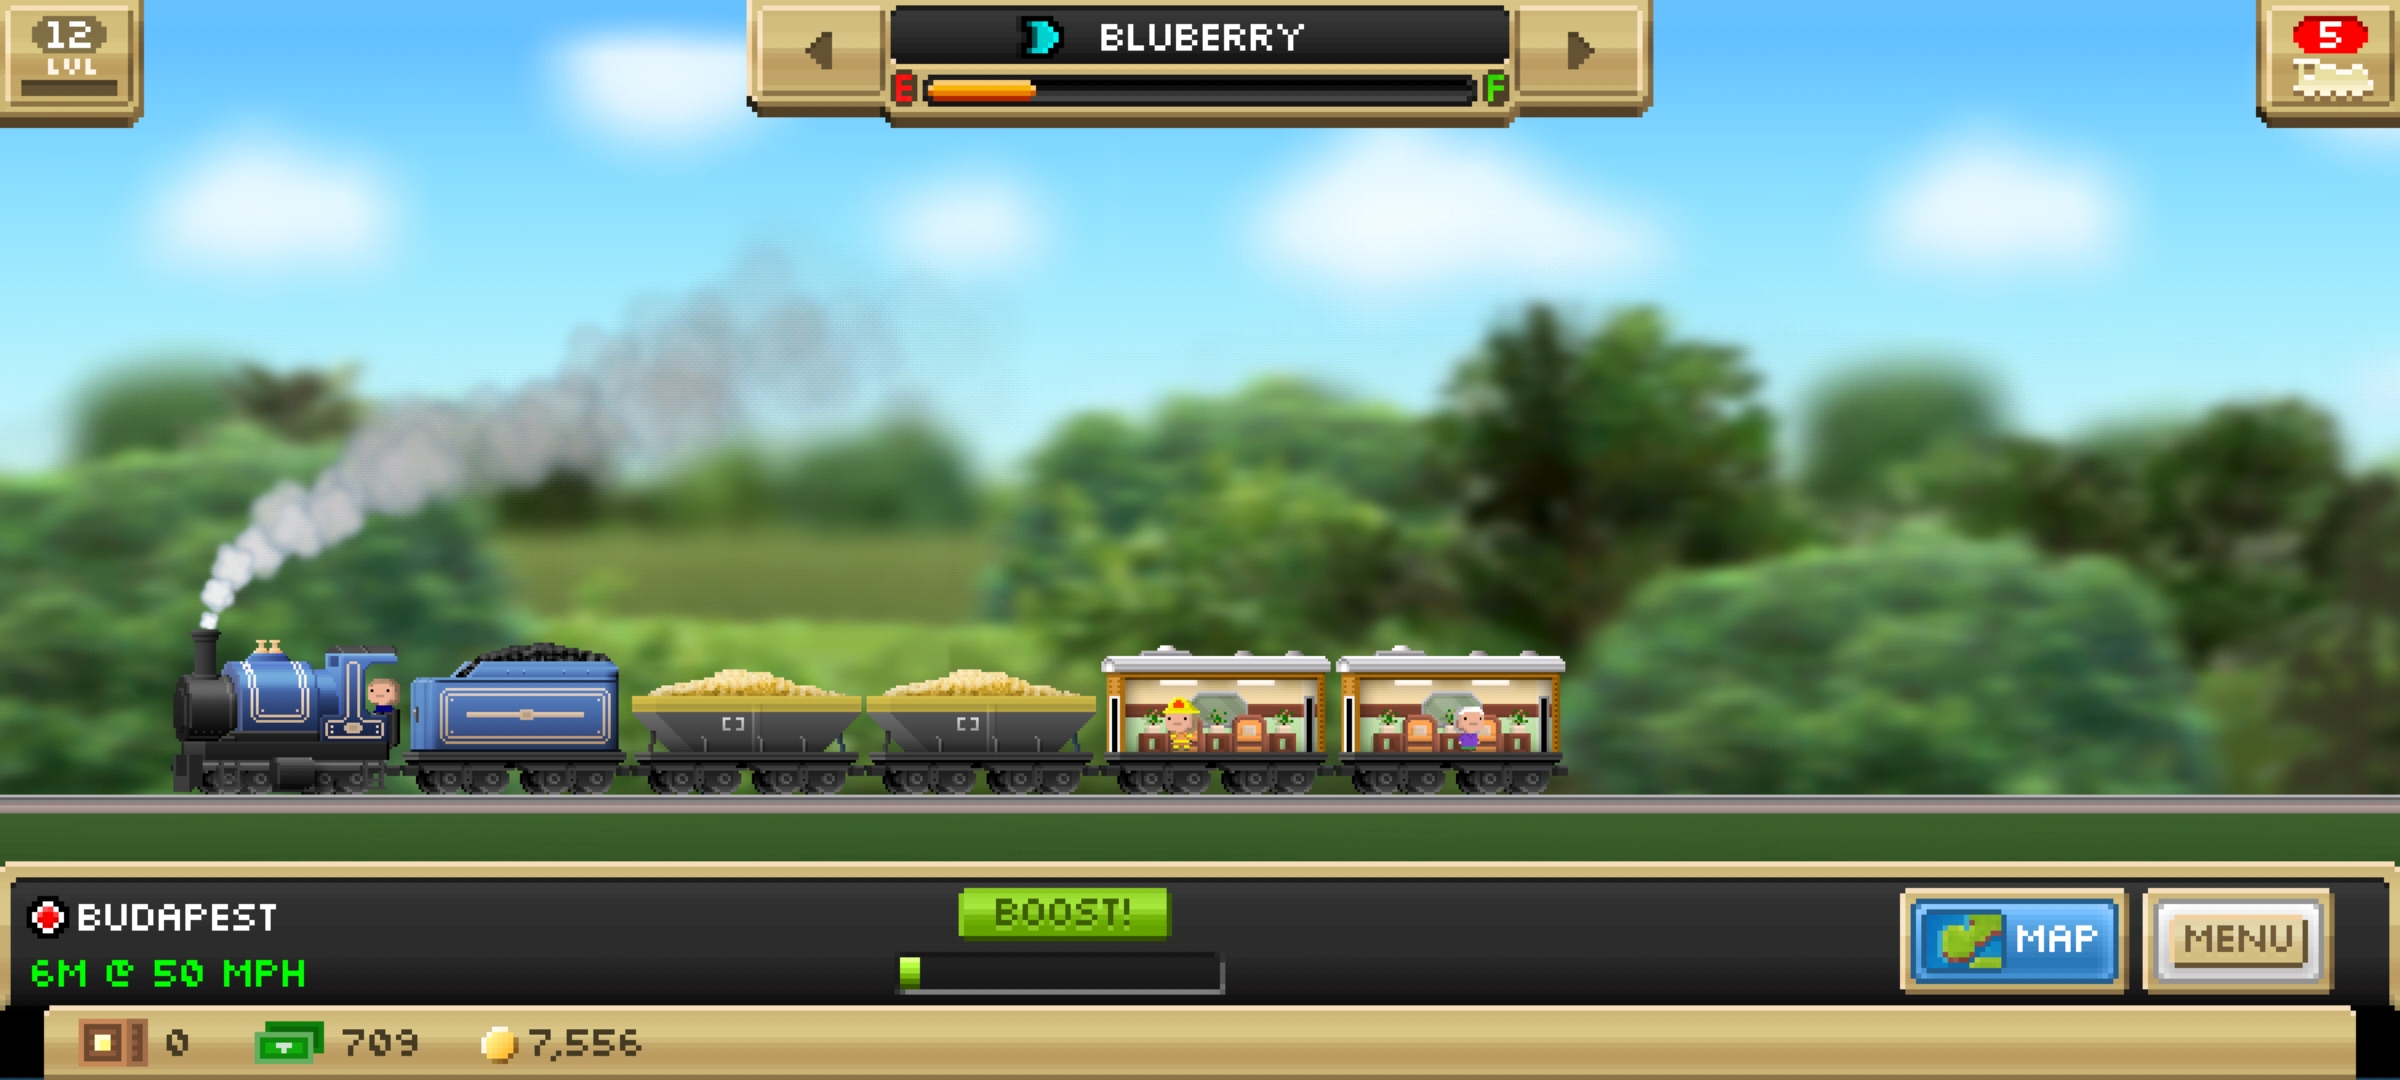 12
LVL
BLUBERRY
E F
5
BUDAPEST
6M @ 50 MPH
BOOST!
MAP
MENU
0
709
7,556